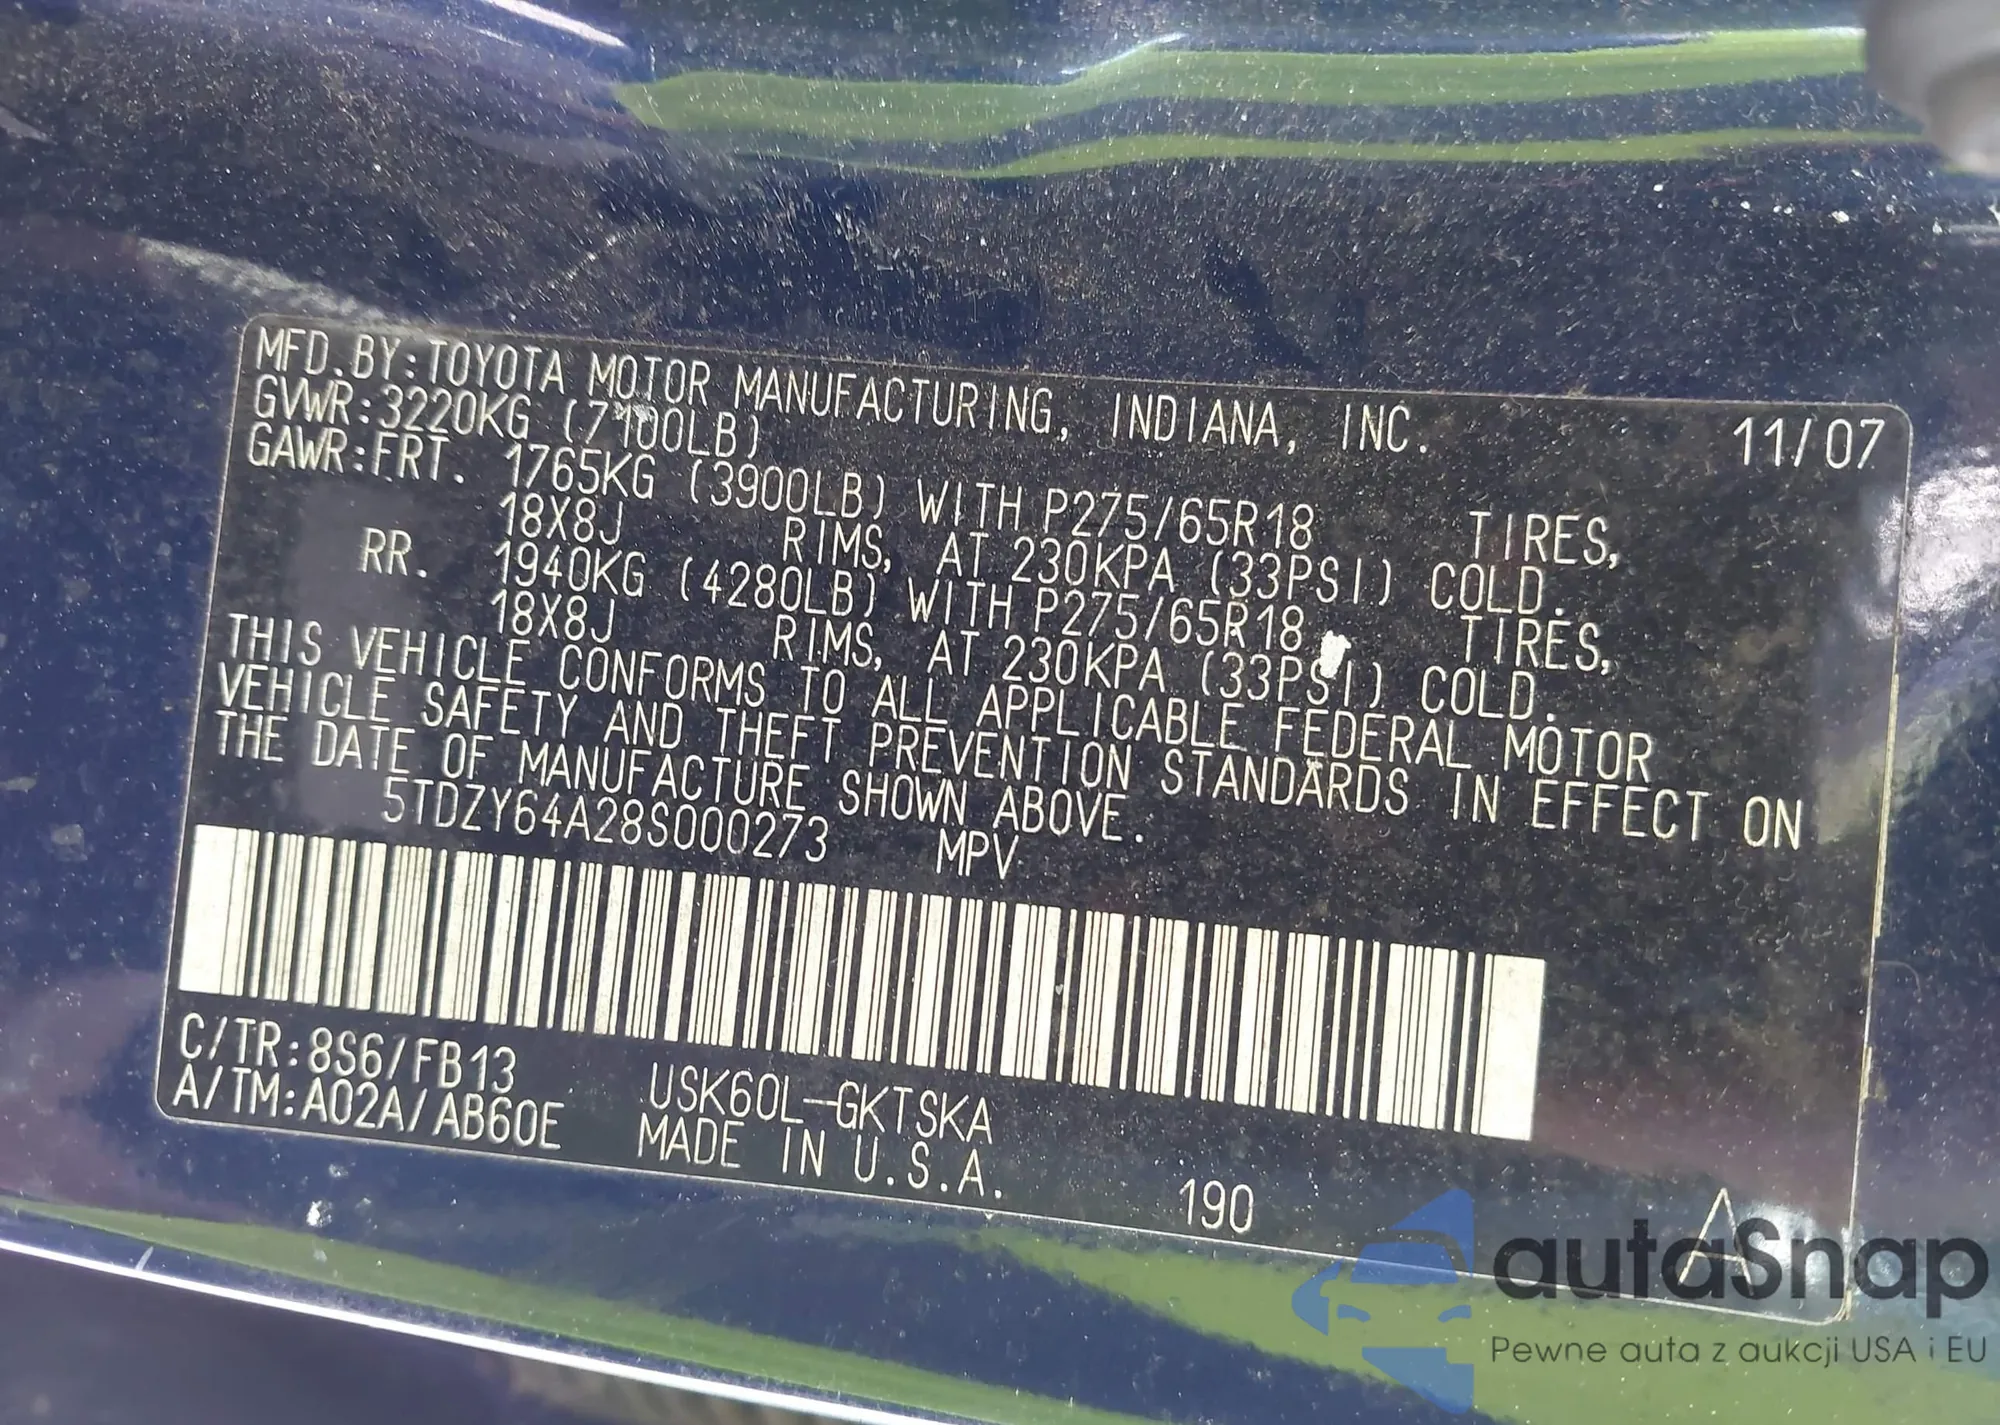 MFD.BY:TOYOTA MOTOR MANUFACTURING, INDIANA, INC. 11/07
GVWR:3220KG (7100LB)
GAWR:FRT. 1765KG (3900LB) WITH P275/65R18 TIRES,
18X8J RIMS, AT 230KPA (33PSI) COLD.
RR. 1940KG (4280LB) WITH P275/65R18 TIRES,
18X8J RIMS, AT 230KPA (33PSI) COLD.
THIS VEHICLE CONFORMS TO ALL APPLICABLE FEDERAL MOTOR
VEHICLE SAFETY AND THEFT PREVENTION STANDARDS IN EFFECT ON
THE DATE OF MANUFACTURE SHOWN ABOVE.
5TDZY64A28S000273 MPV
C/TR:8S6/FB13 USK60L-GKTSKA
A/TM:A02A/AB60E MADE IN U.S.A.
190 A
autaSnap
Pewne auta z aukcji USA i EU